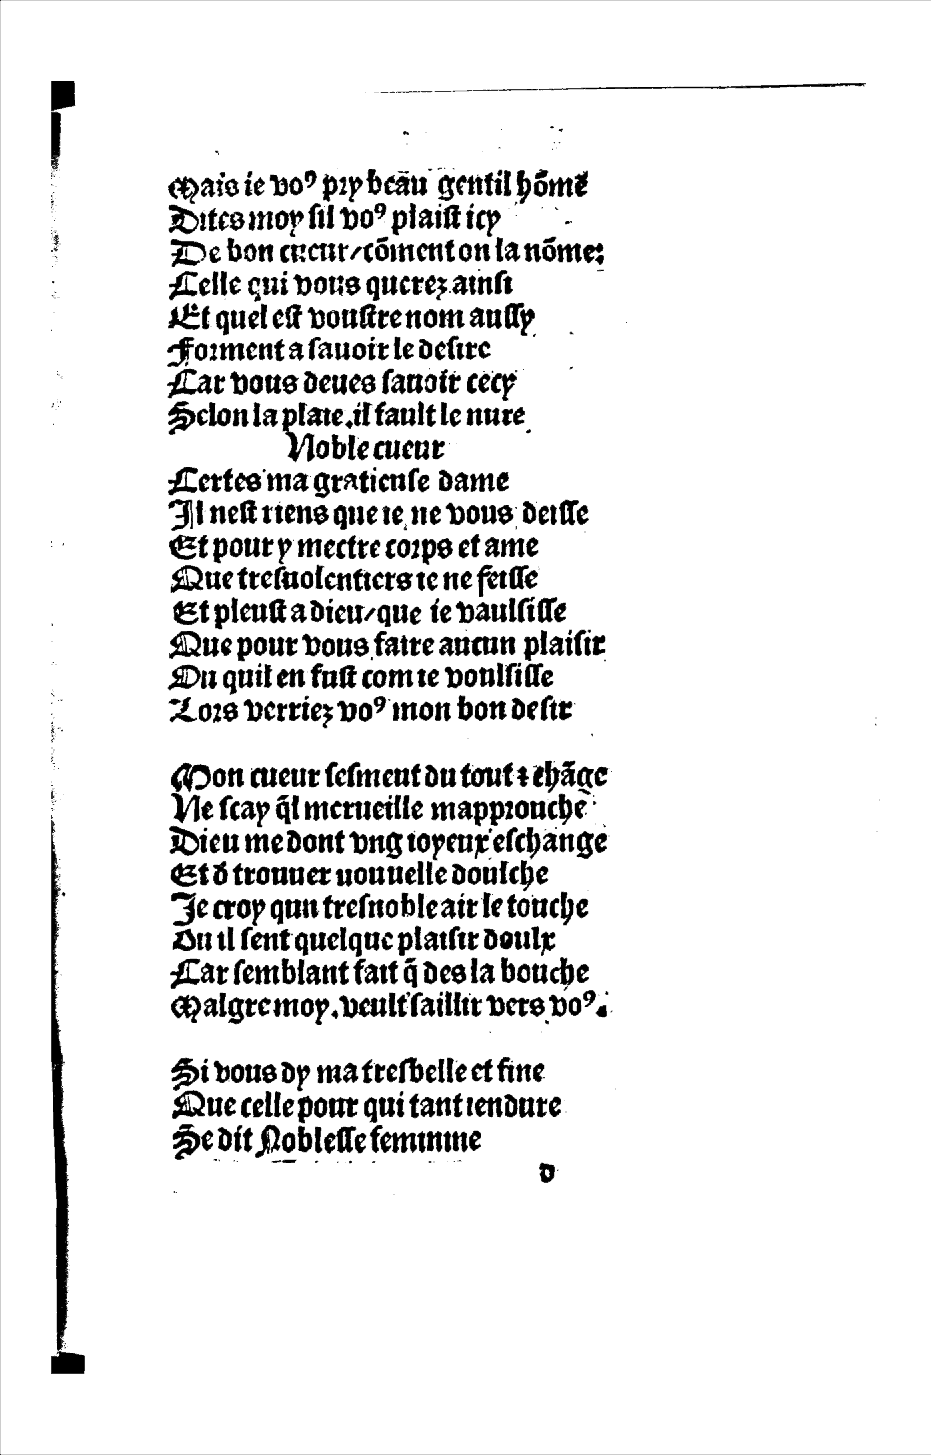 Mais ie voꝰ pry beau gentil hōme
Dites moy sil voꝰ plaist icy
De bon cueur/cōment on la nōme:
Celle qui vous querez ainsi
Et quel est voustre nom aussy
Forment a sauoir le desire
Car vous deues sauoir cecy
Selon la plaie.il fault le mire
Noble cueur
Certes ma gratieuse dame
Il nest riens que ie ne vous deisse
Et pour y mectre corps et ame
Que tresuolentiers ie ne feisse
Et pleust a dieu/que ie vaulsisse
Que pour vous faire aucun plaisir
Ou quil en fust com ie voulsisse
Lors verriez voꝰ mon bon desir
Mon cueur sesmeut du tout ⁊ chāge
Ne scay q̄l merueille mapprouche
Dieu me dont vng ioyeux eschange
Et d̄ trouuer nouuelle doulche
Je croy qun tresnoble air le touche
Ou il sent quelque plaisir doulx
Car semblant fait q̄ des la bouche
Malgre moy.veult saillir vers voꝰ.
Si vous dy ma tresbelle et fine
Que celle pour qui tant iendure
Se dit Noblesse feminine
d